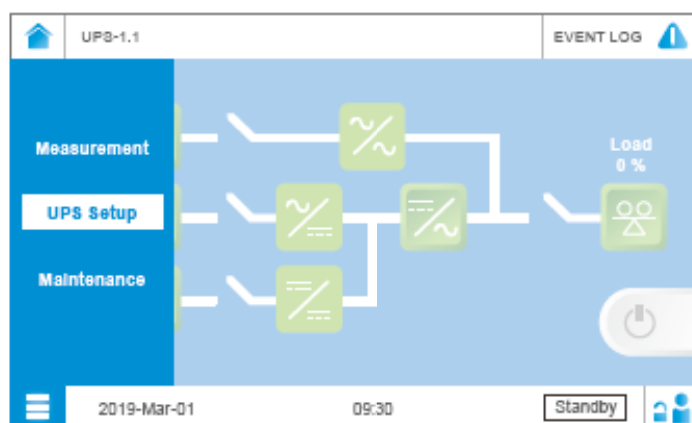 UPS-1.1
EVENT LOG
Measurement
Load
0 %
UPS Setup
Maintenance
2019-Mar-01
09:30
Standby